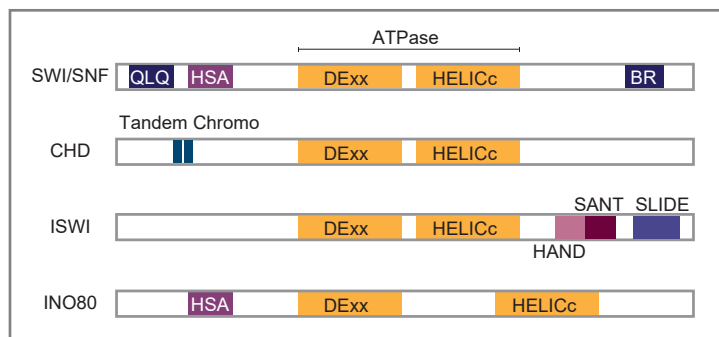 ATPase
SWI/SNF QLQ HSA DExx HELICc BR
Tandem Chromo
CHD DExx HELICc
SANT SLIDE
ISWI DExx HELICc
HAND
INO80 HSA DExx HELICc